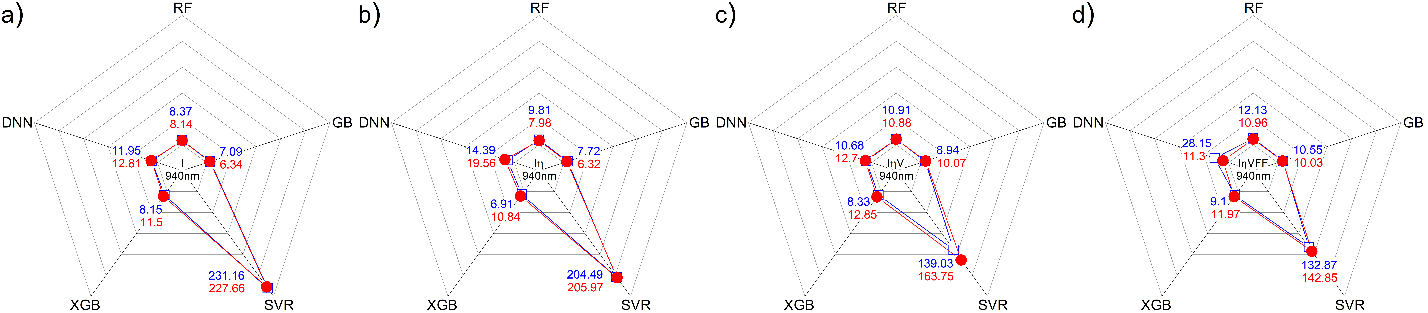 a)
RF
DNN
GB
8.37
8.14
11.95
12.81
7.09
6.34
I
940nm
8.15
11.5
231.16
227.66
XGB
SVR
b)
RF
DNN
GB
9.81
7.98
14.39
19.56
7.72
6.32
Iη
940nm
6.91
10.84
204.49
205.97
XGB
SVR
c)
RF
DNN
GB
10.91
10.88
10.68
12.7
8.94
10.07
IηV
940nm
8.33
12.85
139.03
163.75
XGB
SVR
d)
RF
DNN
GB
12.13
10.96
28.15
11.3
10.55
10.03
IηVFF
940nm
9.1
11.97
132.87
142.85
XGB
SVR